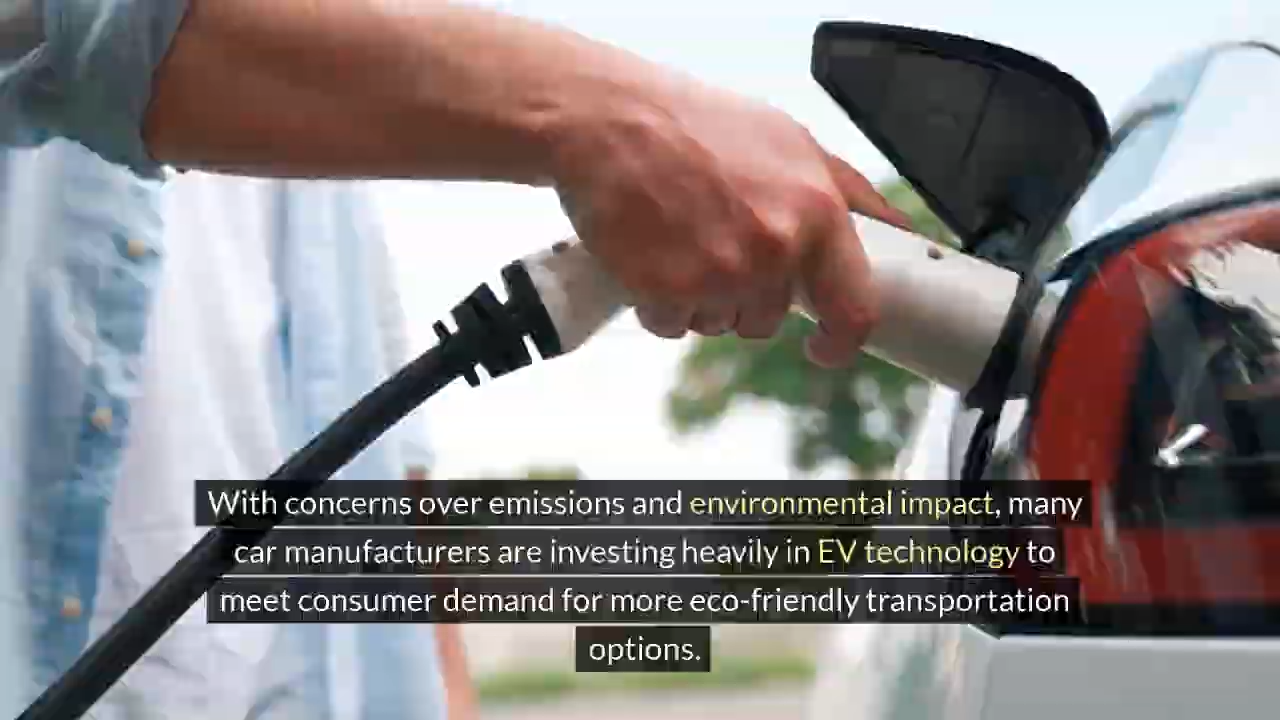 With concerns over emissions and environmental impact, many
car manufacturers are investing heavily in EV technology to
meet consumer demand for more eco-friendly transportation
options.